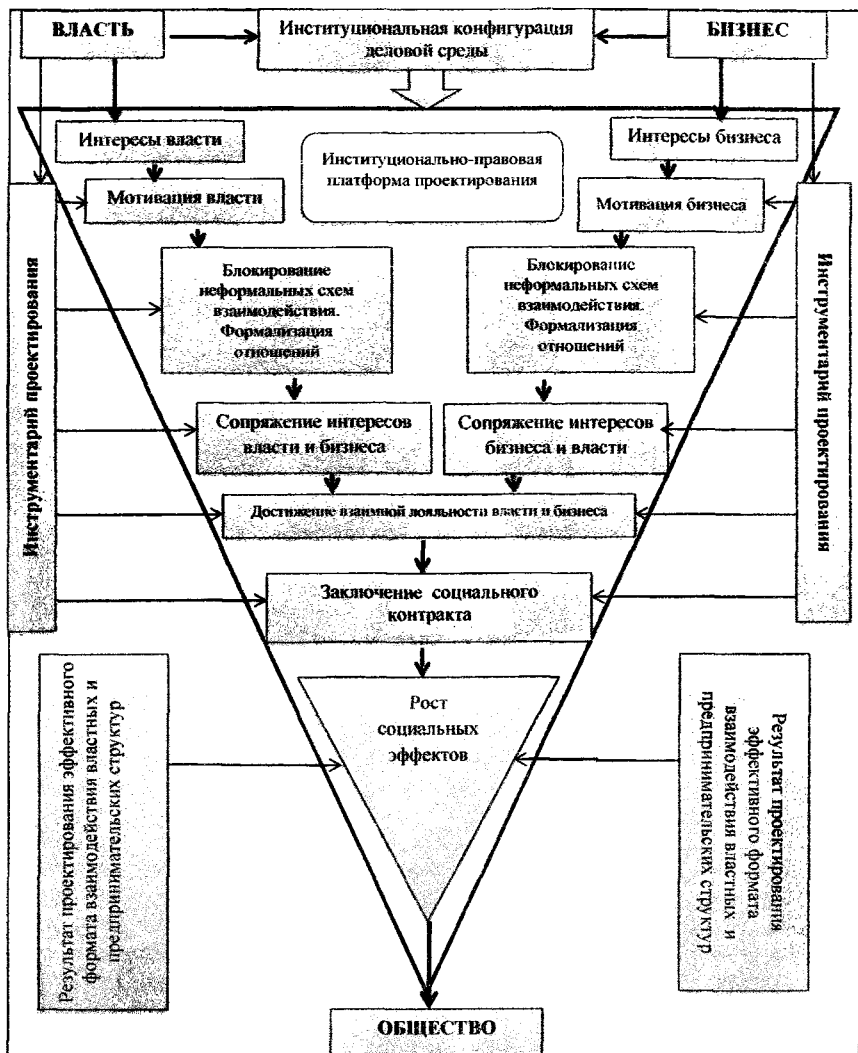 ВЛАСТЬ
Институциональная конфигурация
деловой среды
БИЗНЕС
Интересы власти
Институционально-правовая
платформа проектирования
Интересы бизнеса
Мотивация власти
Мотивация бизнеса
Инструментарий проектирования
Блокирование
неформальных схем
взаимодействия.
Формализация
отношений
Блокирование
неформальных схем
взаимодействия.
Формализация
отношений
Инструментарий проектирования
Сопряжение интересов
власти и бизнеса
Сопряжение интересов
бизнеса и власти
Достижение взаимной лояльности власти и бизнеса
Заключение социального
контракта
Результат проектирования эффективного
формата взаимодействия властных и
предпринимательских структур
Рост
социальных
эффектов
Результат проектирования
эффективного формата
взаимодействия властных и
предпринимательских структур
ОБЩЕСТВО